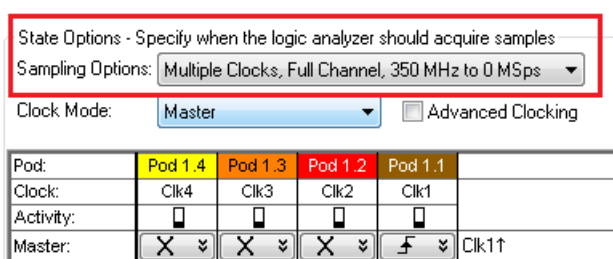 State Options - Specify when the logic analyzer should acquire samples
Sampling Options: Multiple Clocks, Full Channel, 350 MHz to 0 MSps
Clock Mode: Master Advanced Clocking
Pod: Pod 1.4 Pod 1.3 Pod 1.2 Pod 1.1
Clock: Clk4 Clk3 Clk2 Clk1
Activity:
Master: X X X Clk1↑